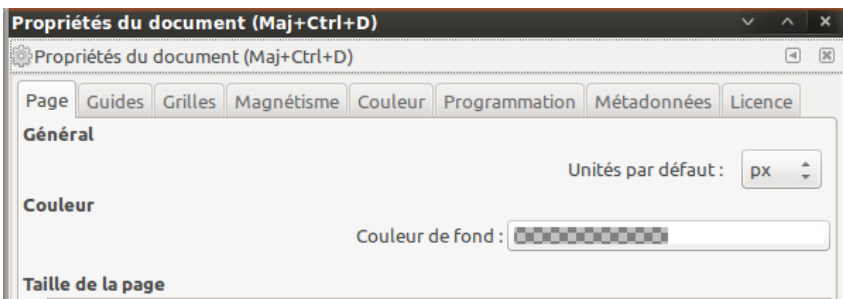 Propriétés du document (Maj+Ctrl+D)
Propriétés du document (Maj+Ctrl+D)
Page Guides Grilles Magnétisme Couleur Programmation Métadonnées Licence
Général
Unités par défaut : px
Couleur
Couleur de fond :
Taille de la page